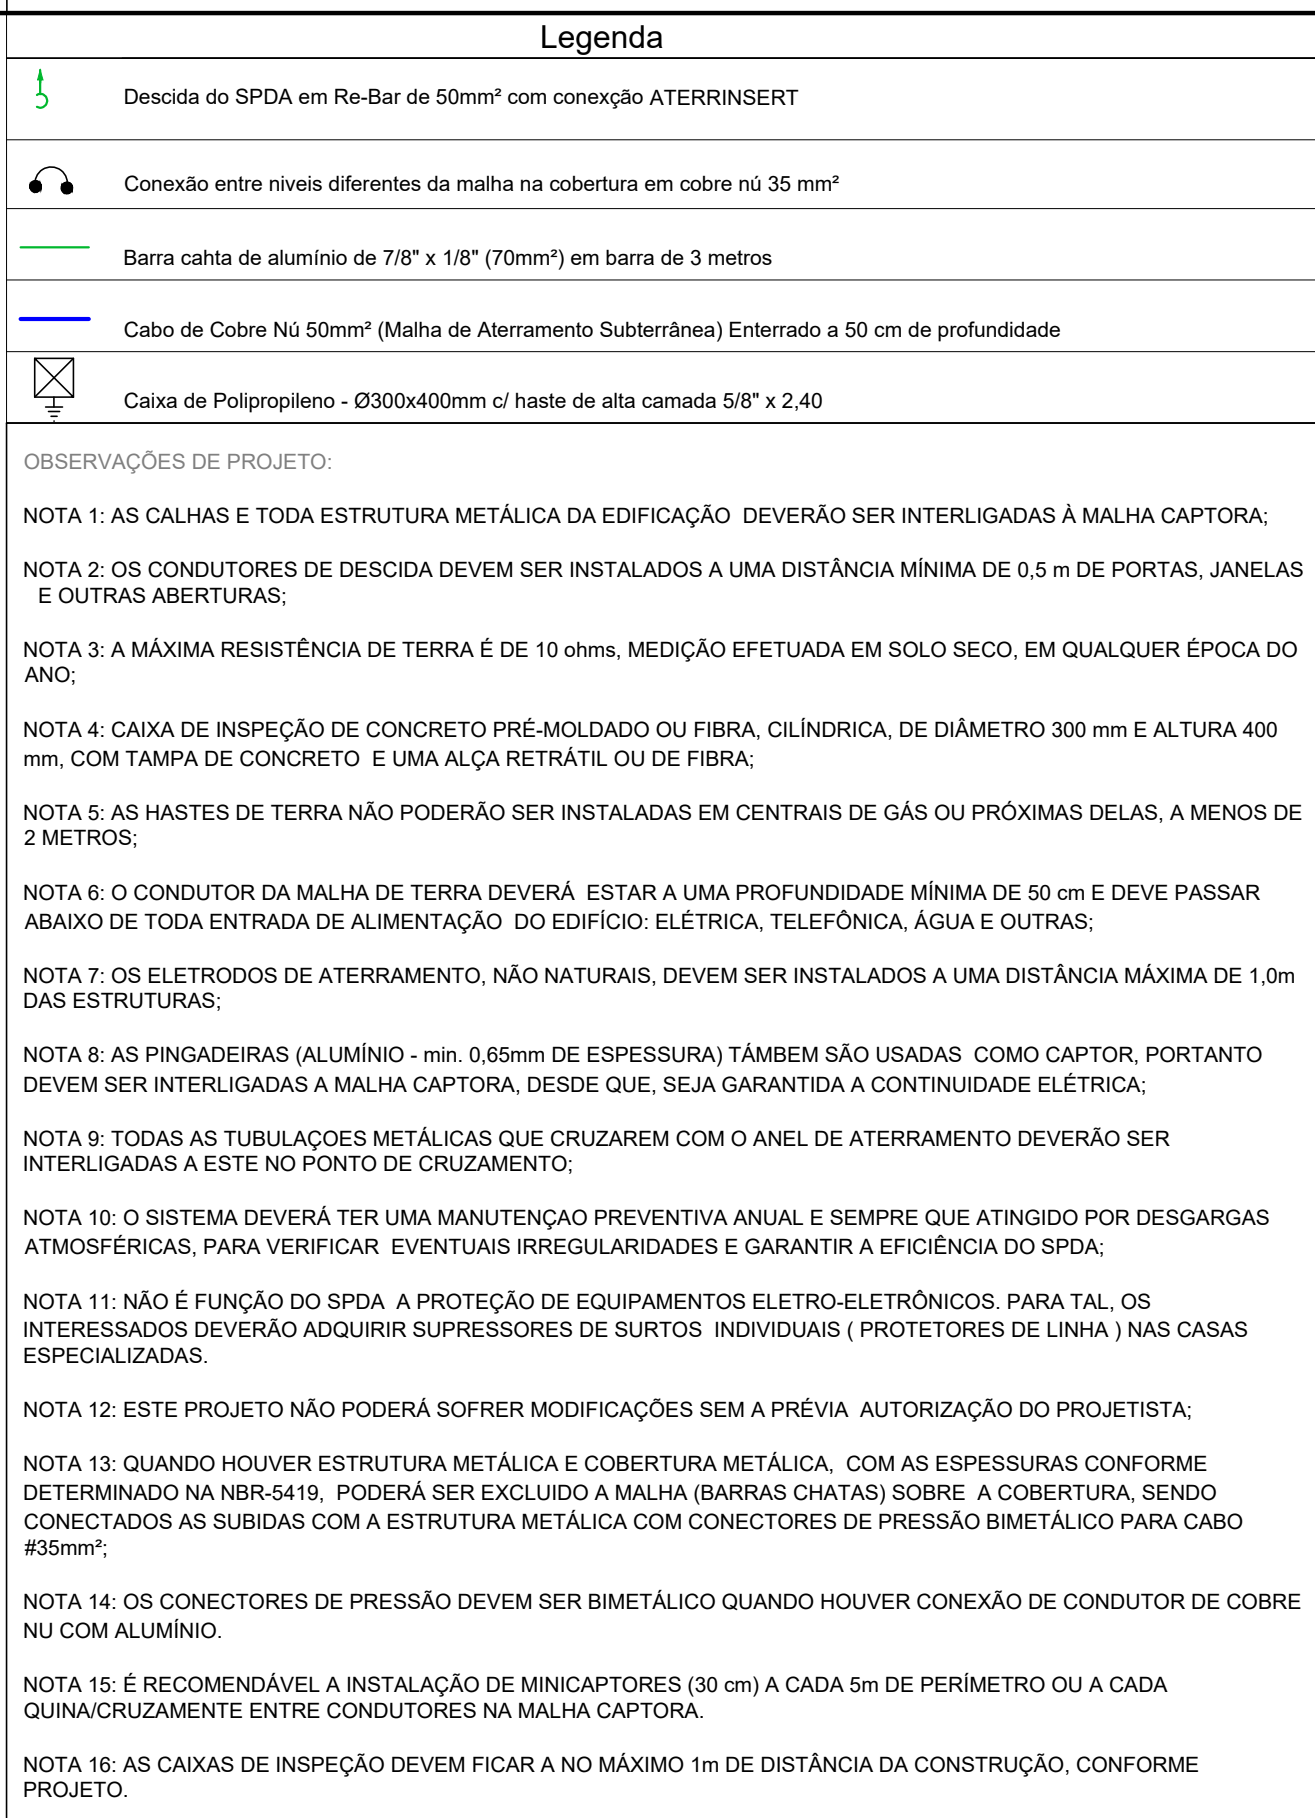 Legenda
Descida do SPDA em Re-Bar de 50mm² com conexção ATERRINSERT
Conexão entre niveis diferentes da malha na cobertura em cobre nú 35 mm²
Barra cahta de alumínio de 7/8" x 1/8" (70mm²) em barra de 3 metros
Cabo de Cobre Nú 50mm² (Malha de Aterramento Subterrânea) Enterrado a 50 cm de profundidade
Caixa de Polipropileno - Ø300x400mm c/ haste de alta camada 5/8" x 2,40
OBSERVAÇÕES DE PROJETO:
NOTA 1: AS CALHAS E TODA ESTRUTURA METÁLICA DA EDIFICAÇÃO DEVERÃO SER INTERLIGADAS À MALHA CAPTORA;
NOTA 2: OS CONDUTORES DE DESCIDA DEVEM SER INSTALADOS A UMA DISTÂNCIA MÍNIMA DE 0,5 m DE PORTAS, JANELAS
E OUTRAS ABERTURAS;
NOTA 3: A MÁXIMA RESISTÊNCIA DE TERRA É DE 10 ohms, MEDIÇÃO EFETUADA EM SOLO SECO, EM QUALQUER ÉPOCA DO
ANO;
NOTA 4: CAIXA DE INSPEÇÃO DE CONCRETO PRÉ-MOLDADO OU FIBRA, CILÍNDRICA, DE DIÂMETRO 300 mm E ALTURA 400
mm, COM TAMPA DE CONCRETO E UMA ALÇA RETRÁTIL OU DE FIBRA;
NOTA 5: AS HASTES DE TERRA NÃO PODERÃO SER INSTALADAS EM CENTRAIS DE GÁS OU PRÓXIMAS DELAS, A MENOS DE
2 METROS;
NOTA 6: O CONDUTOR DA MALHA DE TERRA DEVERÁ ESTAR A UMA PROFUNDIDADE MÍNIMA DE 50 cm E DEVE PASSAR
ABAIXO DE TODA ENTRADA DE ALIMENTAÇÃO DO EDIFÍCIO: ELÉTRICA, TELEFÔNICA, ÁGUA E OUTRAS;
NOTA 7: OS ELETRODOS DE ATERRAMENTO, NÃO NATURAIS, DEVEM SER INSTALADOS A UMA DISTÂNCIA MÁXIMA DE 1,0m
DAS ESTRUTURAS;
NOTA 8: AS PINGADEIRAS (ALUMÍNIO - min. 0,65mm DE ESPESSURA) TÁMBEM SÃO USADAS COMO CAPTOR, PORTANTO
DEVEM SER INTERLIGADAS A MALHA CAPTORA, DESDE QUE, SEJA GARANTIDA A CONTINUIDADE ELÉTRICA;
NOTA 9: TODAS AS TUBULAÇOES METÁLICAS QUE CRUZAREM COM O ANEL DE ATERRAMENTO DEVERÃO SER
INTERLIGADAS A ESTE NO PONTO DE CRUZAMENTO;
NOTA 10: O SISTEMA DEVERÁ TER UMA MANUTENÇAO PREVENTIVA ANUAL E SEMPRE QUE ATINGIDO POR DESGARGAS
ATMOSFÉRICAS, PARA VERIFICAR EVENTUAIS IRREGULARIDADES E GARANTIR A EFICIÊNCIA DO SPDA;
NOTA 11: NÃO É FUNÇÃO DO SPDA A PROTEÇÃO DE EQUIPAMENTOS ELETRO-ELETRÔNICOS. PARA TAL, OS
INTERESSADOS DEVERÃO ADQUIRIR SUPRESSORES DE SURTOS INDIVIDUAIS ( PROTETORES DE LINHA ) NAS CASAS
ESPECIALIZADAS.
NOTA 12: ESTE PROJETO NÃO PODERÁ SOFRER MODIFICAÇÕES SEM A PRÉVIA AUTORIZAÇÃO DO PROJETISTA;
NOTA 13: QUANDO HOUVER ESTRUTURA METÁLICA E COBERTURA METÁLICA, COM AS ESPESSURAS CONFORME
DETERMINADO NA NBR-5419, PODERÁ SER EXCLUIDO A MALHA (BARRAS CHATAS) SOBRE A COBERTURA, SENDO
CONECTADOS AS SUBIDAS COM A ESTRUTURA METÁLICA COM CONECTORES DE PRESSÃO BIMETÁLICO PARA CABO
#35mm²;
NOTA 14: OS CONECTORES DE PRESSÃO DEVEM SER BIMETÁLICO QUANDO HOUVER CONEXÃO DE CONDUTOR DE COBRE
NU COM ALUMÍNIO.
NOTA 15: É RECOMENDÁVEL A INSTALAÇÃO DE MINICAPTORES (30 cm) A CADA 5m DE PERÍMETRO OU A CADA
QUINA/CRUZAMENTE ENTRE CONDUTORES NA MALHA CAPTORA.
NOTA 16: AS CAIXAS DE INSPEÇÃO DEVEM FICAR A NO MÁXIMO 1m DE DISTÂNCIA DA CONSTRUÇÃO, CONFORME
PROJETO.